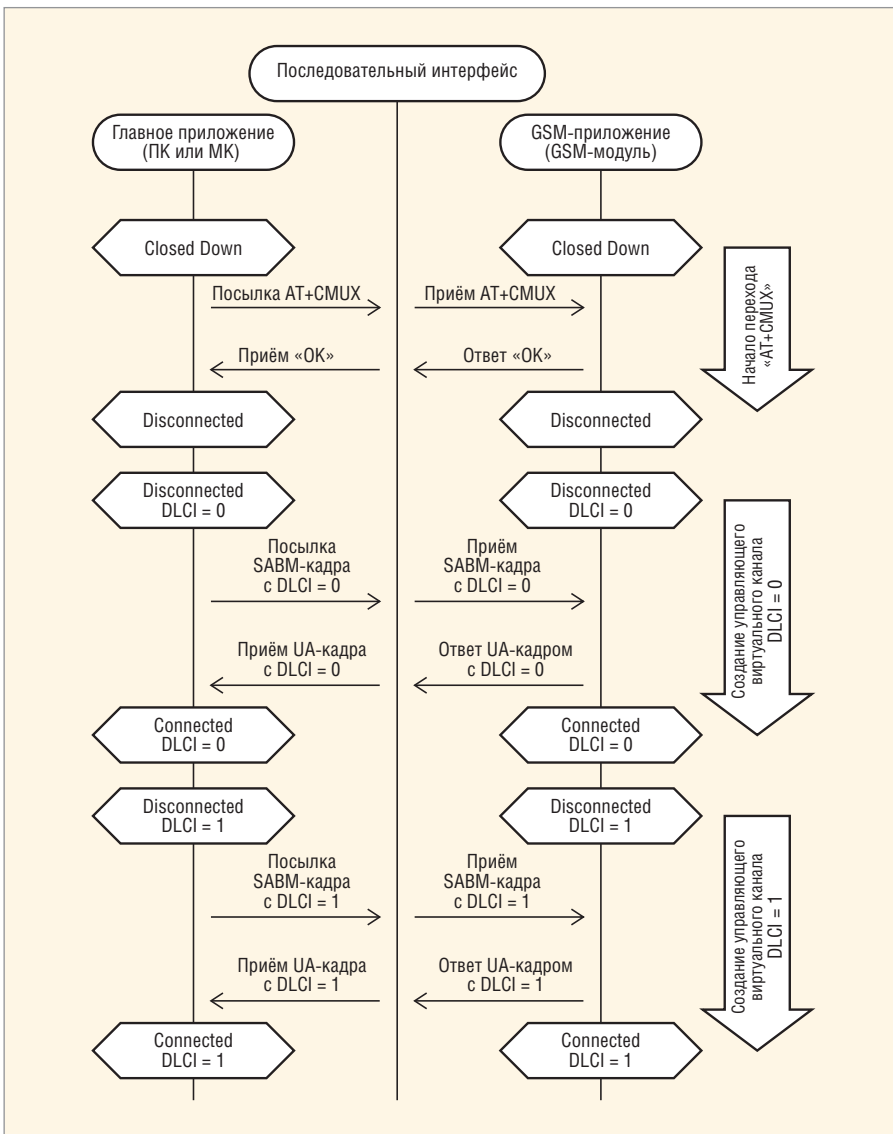 Последовательный интерфейс
Главное приложение
(ПК или МК)
GSM-приложение
(GSM-модуль)
Closed Down
Closed Down
Посылка AT+CMUX
Приём AT+CMUX
Приём «OK»
Ответ «OK»
Начало перехода
«AT+CMUX»
Disconnected
Disconnected
Disconnected
DLCI = 0
Disconnected
DLCI = 0
Посылка
SABM-кадра
с DLCI = 0
Приём
SABM-кадра
с DLCI = 0
Приём UA-кадра
с DLCI = 0
Ответ UA-кадром
с DLCI = 0
Создание управляющего
виртуального канала
DLCI = 0
Connected
DLCI = 0
Connected
DLCI = 0
Disconnected
DLCI = 1
Disconnected
DLCI = 1
Посылка
SABM-кадра
с DLCI = 1
Приём
SABM-кадра
с DLCI = 1
Приём UA-кадра
с DLCI = 1
Ответ UA-кадром
с DLCI = 1
Создание управляющего
виртуального канала
DLCI = 1
Connected
DLCI = 1
Connected
DLCI = 1